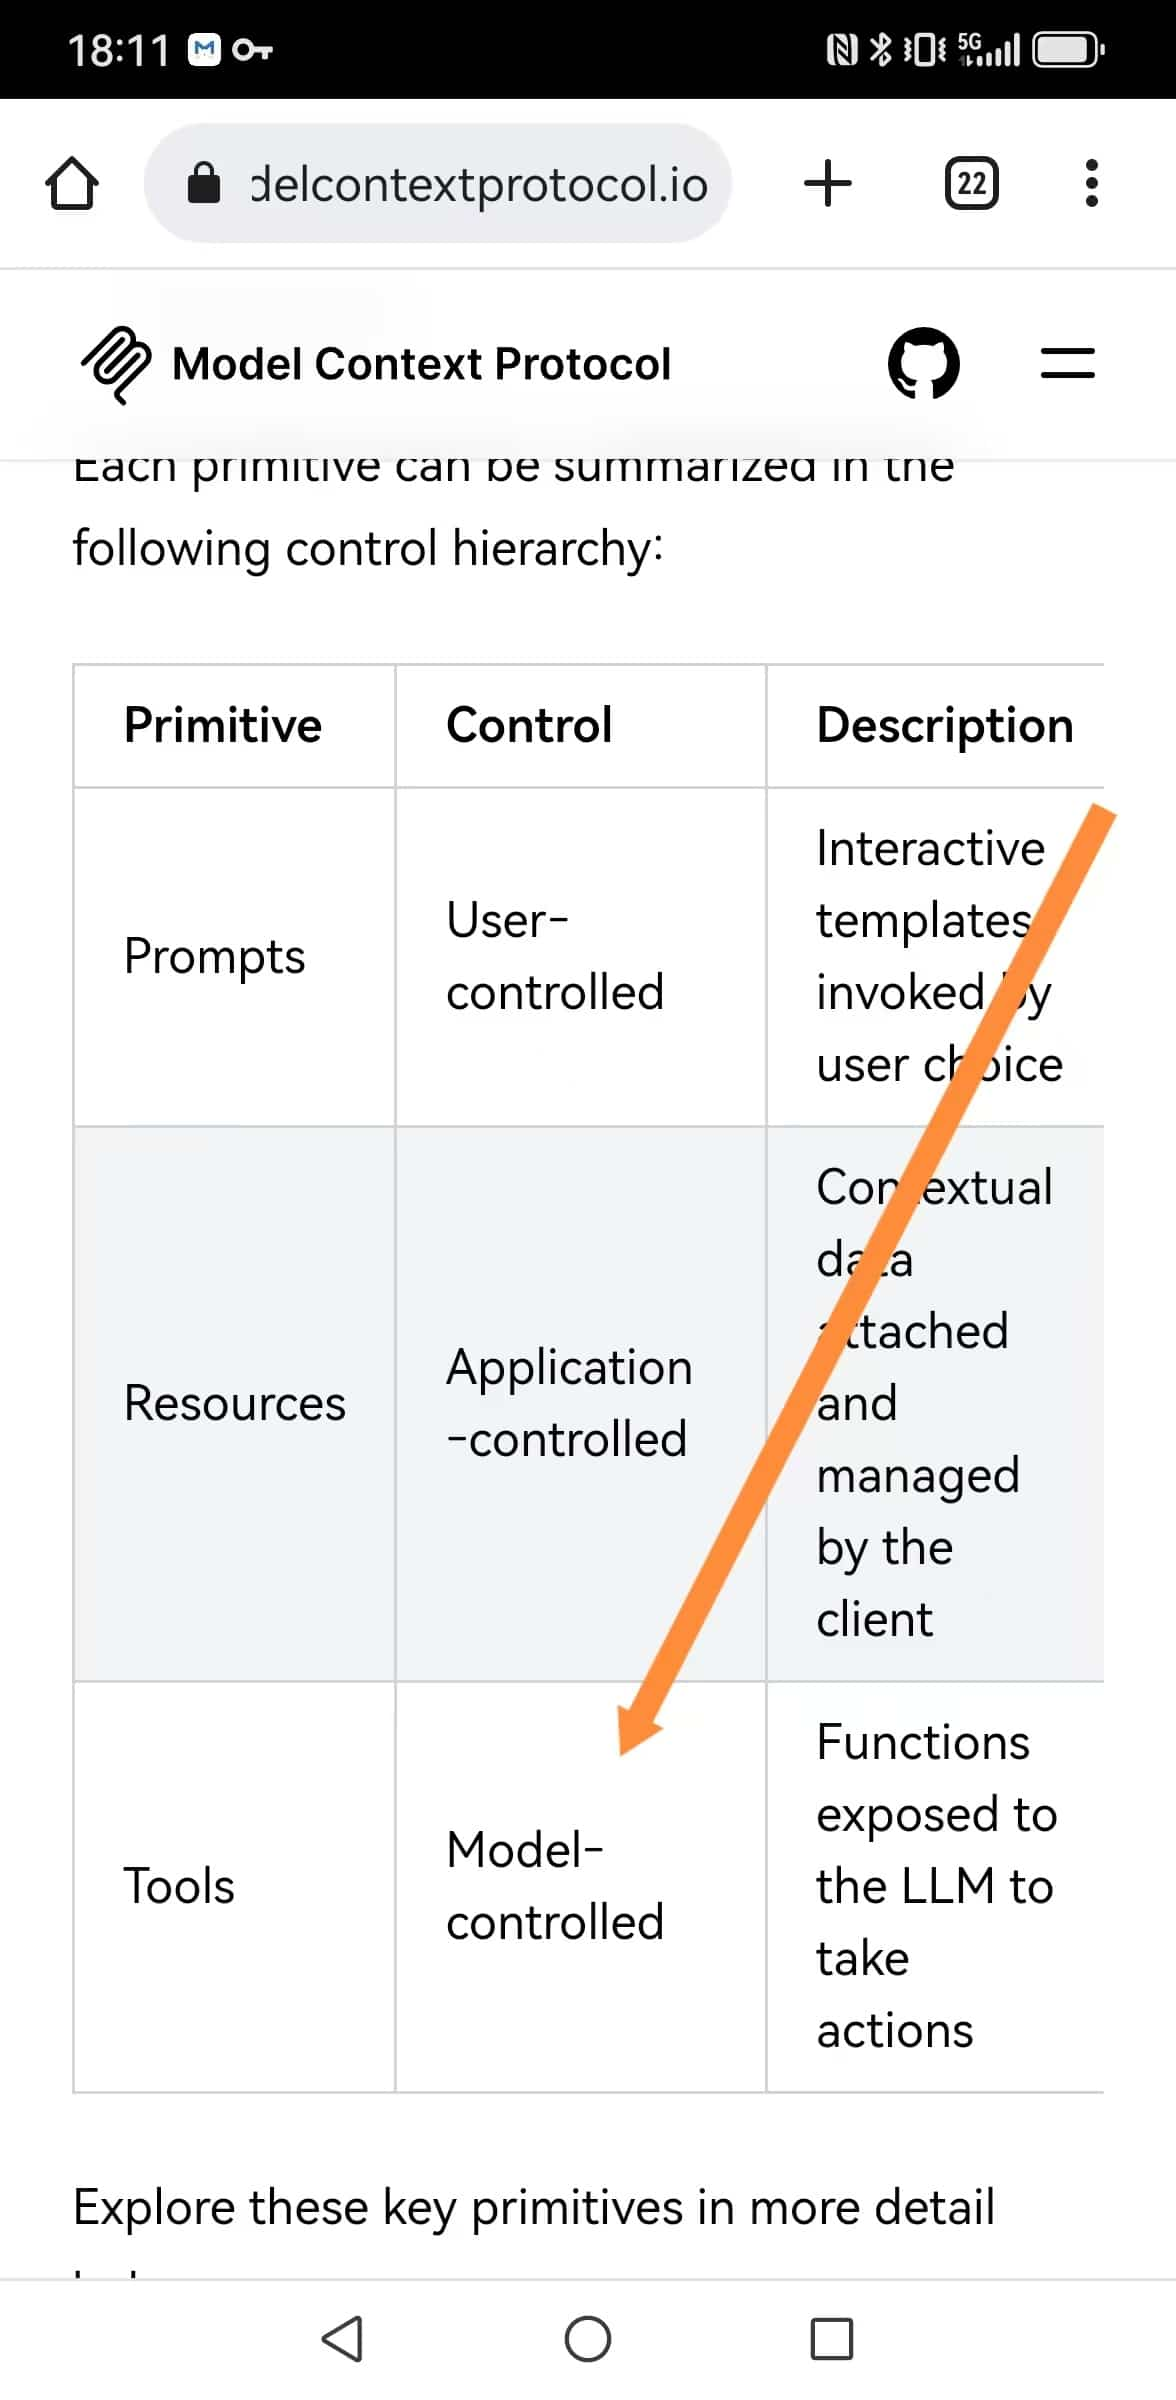 18:11
5G
delcontextprotocol.io
22
Model Context Protocol
Each primitive can be summarized in the
following control hierarchy:
Primitive
Control
Description
Prompts
User-
controlled
Interactive
templates
invoked by
user choice
Resources
Application
-controlled
Contextual
data
attached
and
managed
by the
client
Tools
Model-
controlled
Functions
exposed to
the LLM to
take
actions
Explore these key primitives in more detail